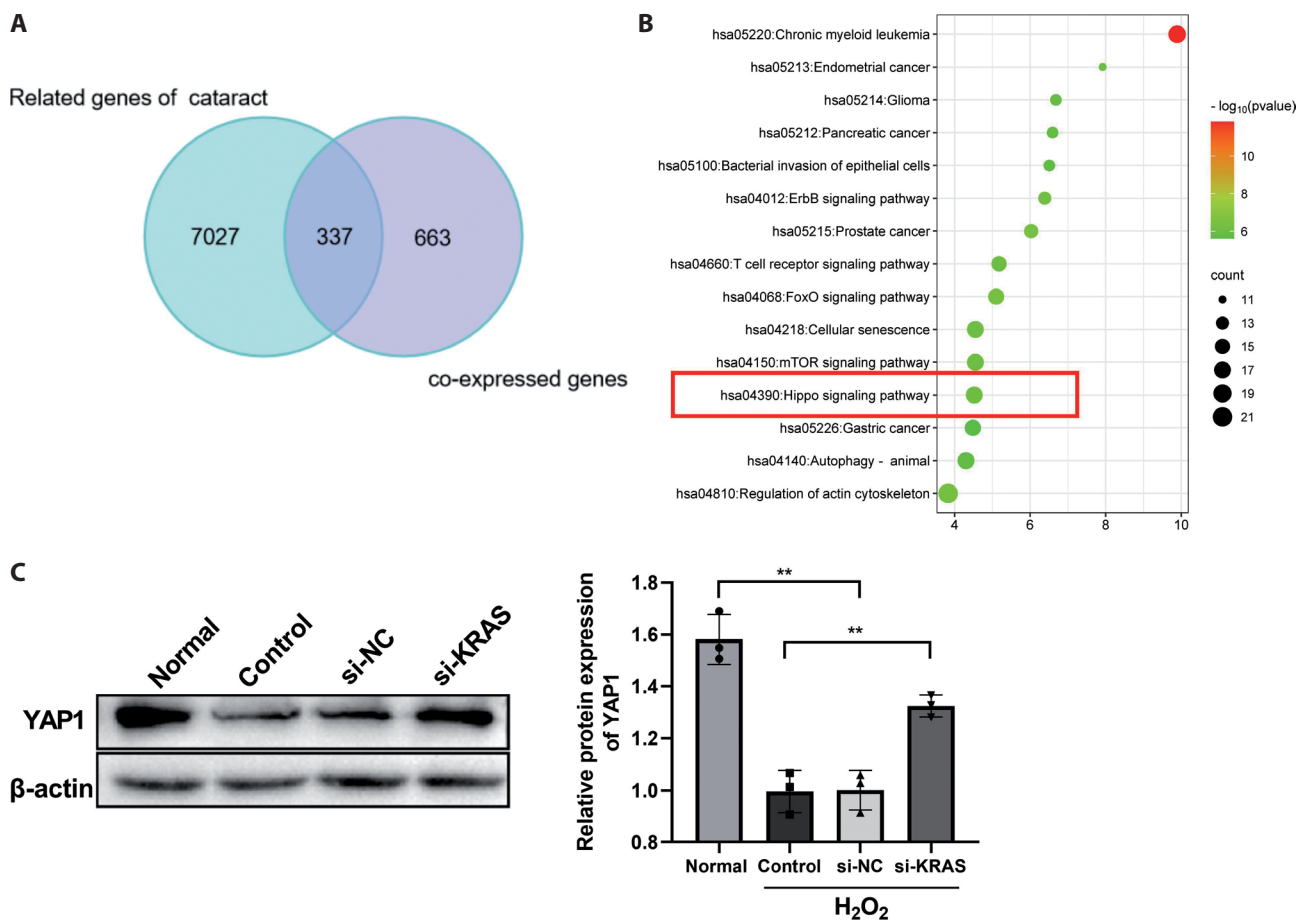 A
Related genes of cataract
7027
337
663
co-expressed genes
B
hsa05220:Chronic myeloid leukemia
hsa05213:Endometrial cancer
hsa05214:Glioma
hsa05212:Pancreatic cancer
hsa05100:Bacterial invasion of epithelial cells
hsa04012:ErbB signaling pathway
hsa05215:Prostate cancer
hsa04660:T cell receptor signaling pathway
hsa04068:FoxO signaling pathway
hsa04218:Cellular senescence
hsa04150:mTOR signaling pathway
hsa04390:Hippo signaling pathway
hsa05226:Gastric cancer
hsa04140:Autophagy - animal
hsa04810:Regulation of actin cytoskeleton
4 6 8 10
- log10(pvalue)
10
8
6
count
11
13
15
17
19
21
C
Normal Control si-NC si-KRAS
YAP1
β-actin
Relative protein expression
of YAP1
1.8
1.6
1.4
1.2
1.0
0.8
**
**
Normal Control si-NC si-KRAS
H₂O₂